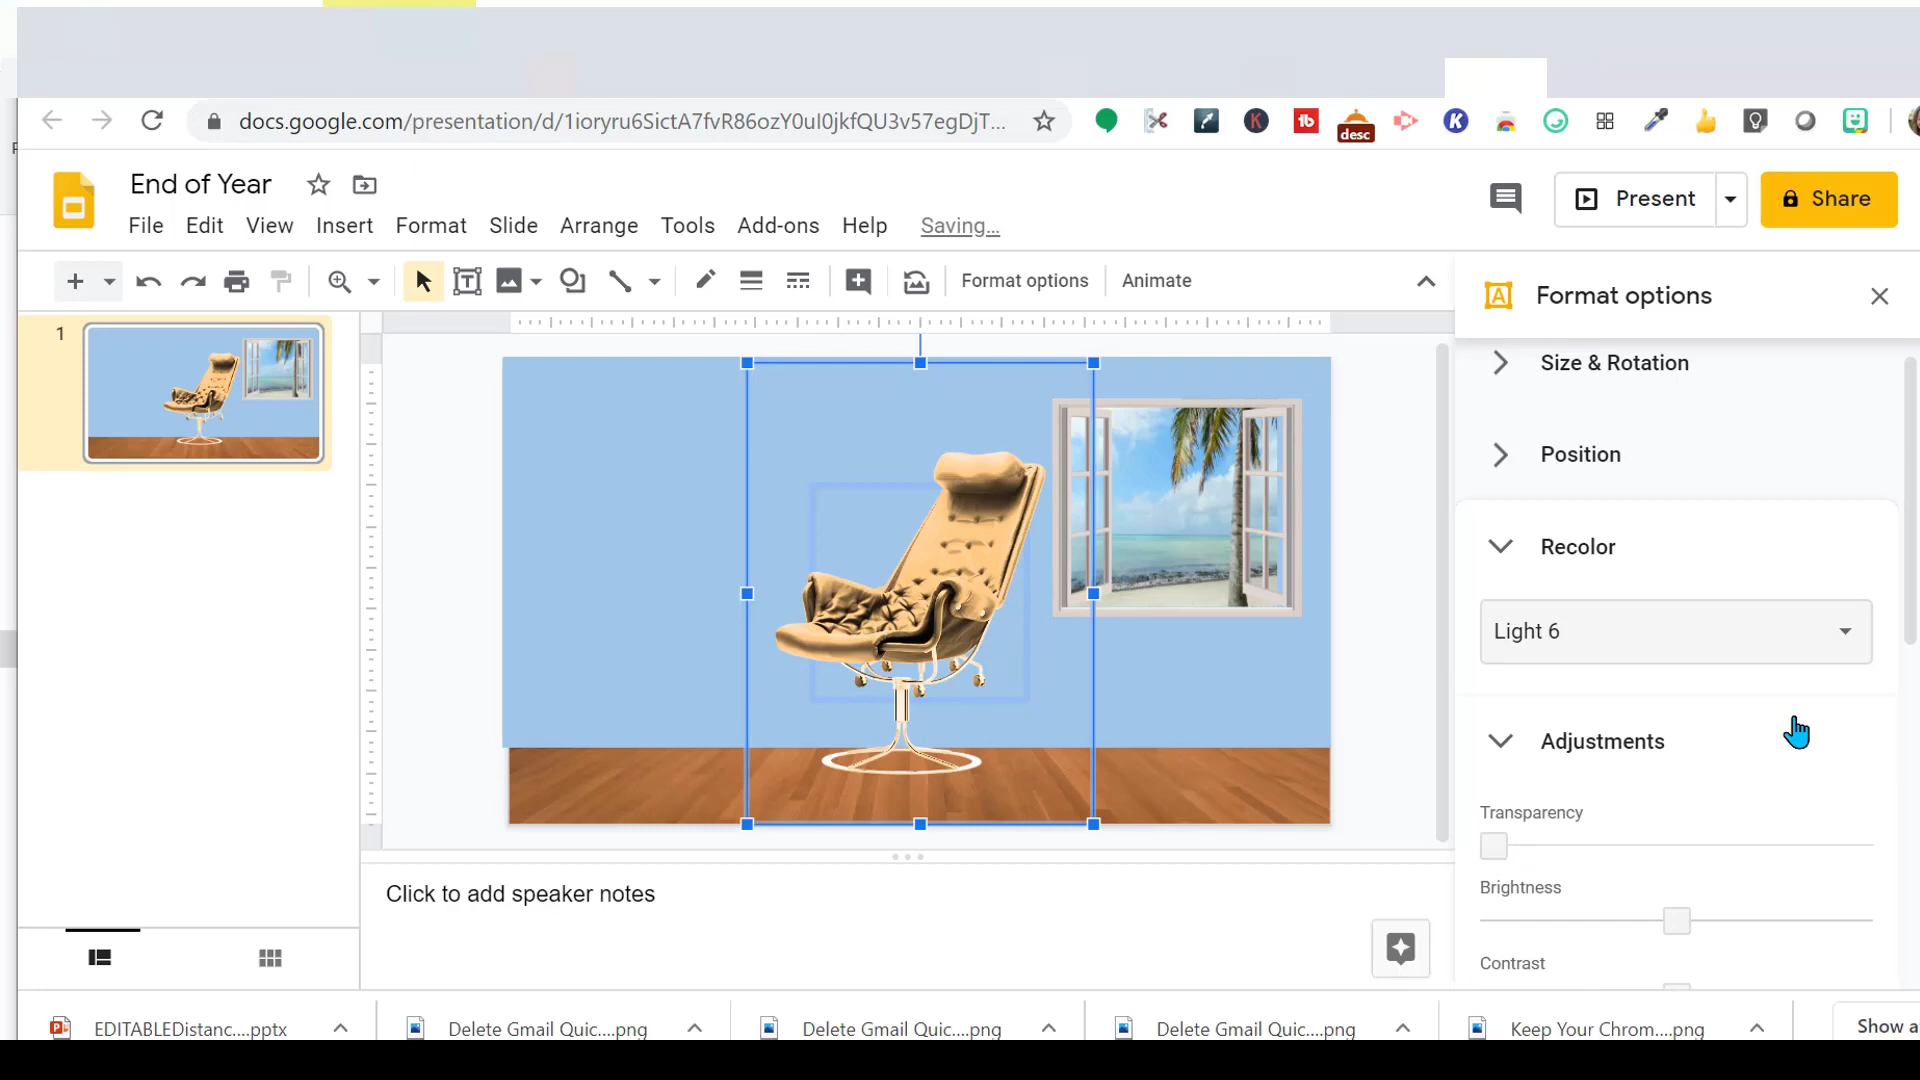 docs.google.com/presentation/d/1ioryru6SictA7fvR86ozY0uI0jkfQU3v57egDjT...
desc
End of Year
Present
Share
File Edit View Insert Format Slide Arrange Tools Add-ons Help Saving...
Format options Animate
Format options
1
Size & Rotation
Position
Recolor
Light 6
Adjustments
Transparency
Brightness
Contrast
Click to add speaker notes
EDITABLEDistanc....pptx
Delete Gmail Quic....png
Delete Gmail Quic....png
Delete Gmail Quic....png
Keep Your Chrom....png
Show a